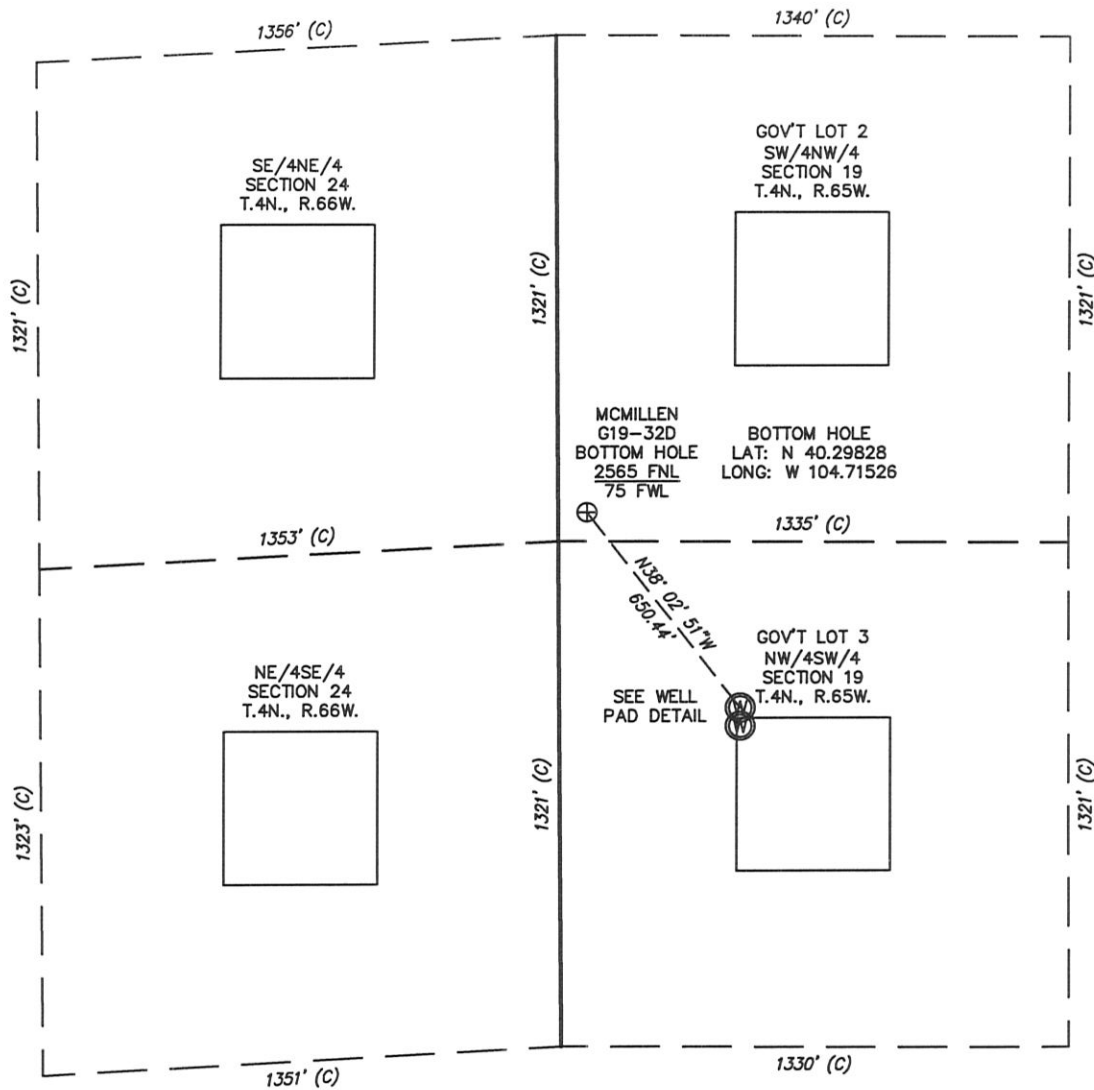 1356' (C)
1340' (C)
SE/4NE/4
SECTION 24
T.4N., R.66W.
GOV'T LOT 2
SW/4NW/4
SECTION 19
T.4N., R.65W.
1321' (C)
1321' (C)
1321' (C)
MCMILLEN
G19-32D
BOTTOM HOLE
2565 FNL
75 FWL
BOTTOM HOLE
LAT: N 40.29828
LONG: W 104.71526
1353' (C)
1335' (C)
N38° 02' 51"W
650.44'
NE/4SE/4
SECTION 24
T.4N., R.66W.
GOV'T LOT 3
NW/4SW/4
SECTION 19
T.4N., R.65W.
SEE WELL
PAD DETAIL
W
W
1323' (C)
1321' (C)
1321' (C)
1351' (C)
1330' (C)